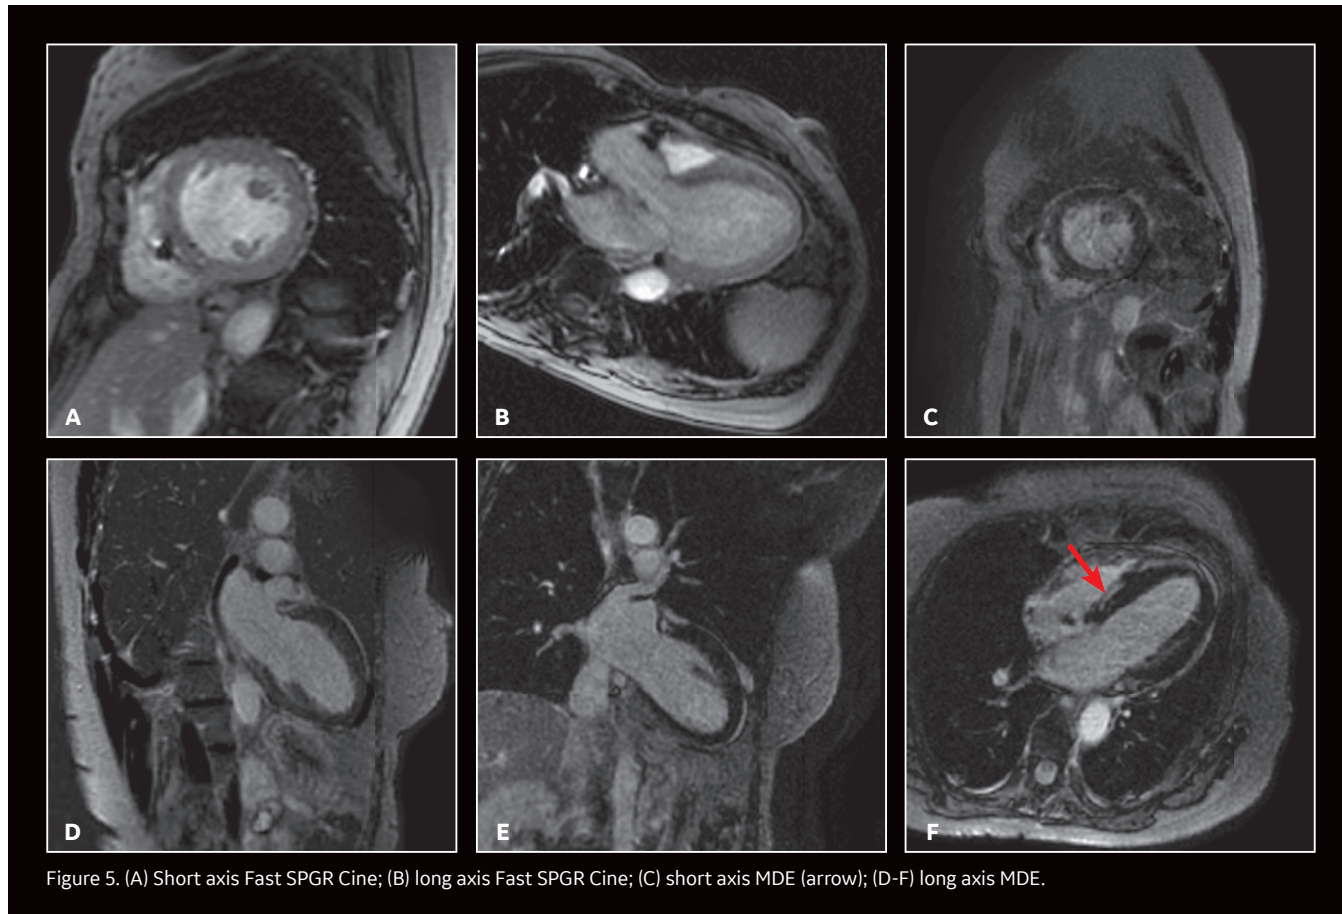 A
B
C
D
E
F
Figure 5. (A) Short axis Fast SPGR Cine; (B) long axis Fast SPGR Cine; (C) short axis MDE (arrow); (D-F) long axis MDE.